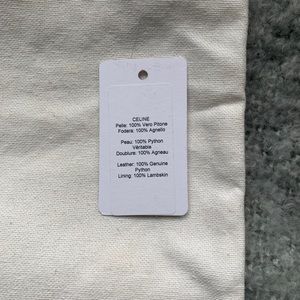 CELINE
Pelle: 100% Vero Pitone
Fodera: 100% Agnello
Peau: 100% Python
Véritable
Doublure: 100% Agneau
Leather: 100% Genuine
Python
Lining: 100% Lambskin